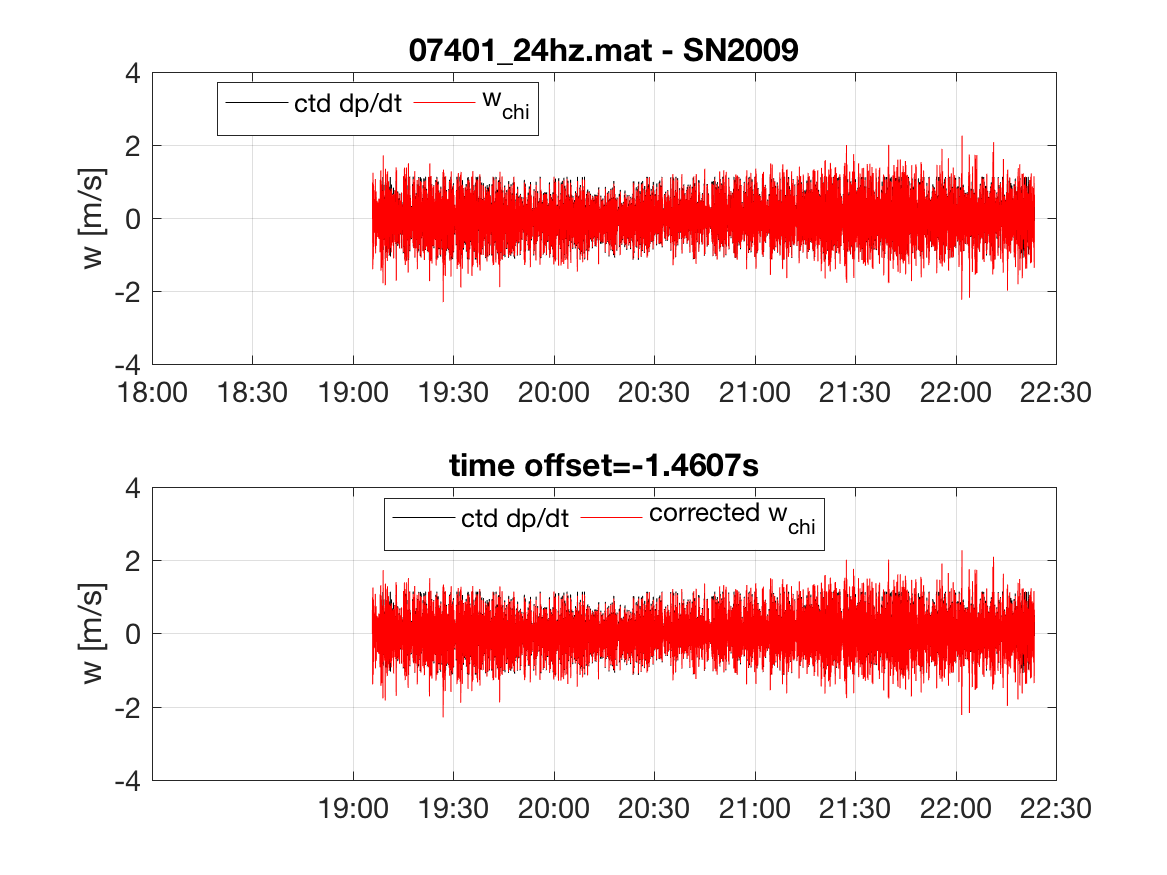 07401_24hz.mat - SN2009
ctd dp/dt w_chi
w [m/s]
4
2
0
-2
-4
18:00 18:30 19:00 19:30 20:00 20:30 21:00 21:30 22:00 22:30
time offset=-1.4607s
ctd dp/dt corrected w_chi
w [m/s]
4
2
0
-2
-4
19:00 19:30 20:00 20:30 21:00 21:30 22:00 22:30